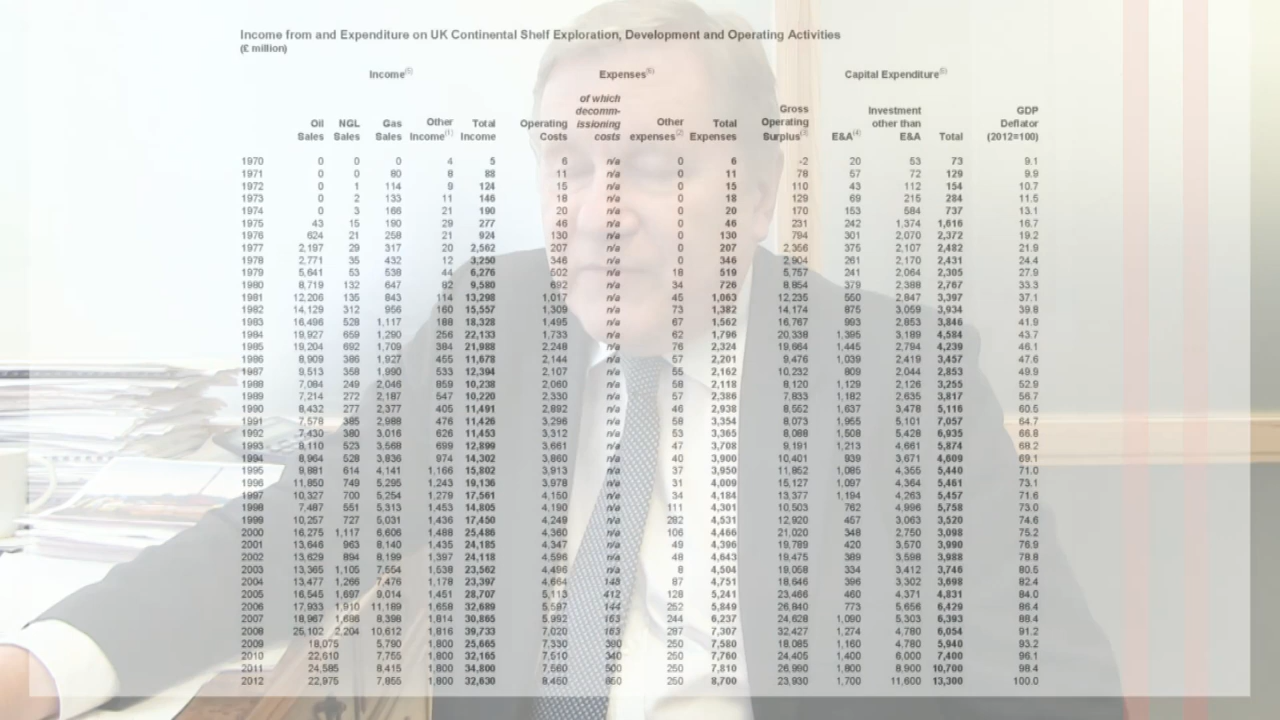 Income from and Expenditure on UK Continental Shelf Exploration, Development and Operating Activities
(£ million)
Income(5) Expenses(6) Capital Expenditure(6)
of which
decomm- Gross Investment GDP
Oil NGL Gas Other Total Operating issioning Other Total Operating other than Deflator
Sales Sales Sales Income(1) Income Costs costs expenses(2) Expenses Surplus(3) E&A(4) E&A Total (2012=100)
1970 0 0 0 4 5 6 n/a 0 6 -2 20 53 73 9.1
1971 0 0 80 8 88 11 n/a 0 11 78 57 72 129 9.9
1972 0 1 114 9 124 15 n/a 0 15 110 43 112 154 10.7
1973 0 2 133 11 146 18 n/a 0 18 129 69 215 284 11.5
1974 0 3 166 21 190 20 n/a 0 20 170 153 584 737 13.1
1975 43 15 190 29 277 46 n/a 0 46 231 242 1,374 1,616 16.7
1976 624 21 258 21 924 130 n/a 0 130 794 301 2,070 2,372 19.2
1977 2,197 29 317 20 2,562 207 n/a 0 207 2,356 375 2,107 2,482 21.9
1978 2,771 35 432 12 3,250 346 n/a 0 346 2,904 261 2,170 2,431 24.4
1979 5,641 53 538 44 6,276 502 n/a 18 519 5,757 241 2,064 2,305 27.9
1980 8,719 132 647 82 9,580 692 n/a 34 726 8,854 379 2,388 2,767 33.3
1981 12,206 135 843 114 13,298 1,017 n/a 45 1,063 12,235 550 2,847 3,397 37.1
1982 14,129 312 956 160 15,557 1,309 n/a 73 1,382 14,174 875 3,059 3,934 39.8
1983 16,496 528 1,117 188 18,328 1,495 n/a 67 1,562 16,767 993 2,853 3,846 41.9
1984 19,927 659 1,290 256 22,133 1,733 n/a 62 1,796 20,338 1,395 3,189 4,584 43.7
1985 19,204 692 1,709 384 21,988 2,248 n/a 76 2,324 19,664 1,445 2,794 4,239 46.1
1986 8,909 386 1,927 455 11,678 2,144 n/a 57 2,201 9,476 1,039 2,419 3,457 47.6
1987 9,513 358 1,990 533 12,394 2,107 n/a 55 2,162 10,232 809 2,044 2,853 49.9
1988 7,084 249 2,046 859 10,238 2,060 n/a 58 2,118 8,120 1,129 2,126 3,255 52.9
1989 7,214 272 2,187 547 10,220 2,330 n/a 57 2,386 7,833 1,182 2,635 3,817 56.7
1990 8,432 277 2,377 405 11,491 2,892 n/a 46 2,938 8,552 1,637 3,478 5,116 60.5
1991 7,578 385 2,988 476 11,426 3,296 n/a 58 3,354 8,073 1,955 5,101 7,057 64.7
1992 7,430 380 3,016 626 11,453 3,312 n/a 53 3,365 8,088 1,508 5,428 6,935 66.8
1993 8,110 523 3,568 699 12,899 3,661 n/a 47 3,708 9,191 1,213 4,661 5,874 68.2
1994 8,964 528 3,836 974 14,302 3,860 n/a 40 3,900 10,401 939 3,671 4,609 69.1
1995 9,881 614 4,141 1,166 15,802 3,913 n/a 37 3,950 11,852 1,085 4,355 5,440 71.0
1996 11,850 749 5,295 1,243 19,136 3,978 n/a 31 4,009 15,127 1,097 4,364 5,461 73.1
1997 10,327 700 5,254 1,279 17,561 4,150 n/a 34 4,184 13,377 1,194 4,263 5,457 71.6
1998 7,487 551 5,313 1,453 14,805 4,190 n/a 111 4,301 10,503 762 4,996 5,758 73.0
1999 10,257 727 5,031 1,436 17,450 4,249 n/a 282 4,531 12,920 457 3,063 3,520 74.6
2000 16,275 1,117 6,606 1,488 25,486 4,360 n/a 106 4,466 21,020 348 2,750 3,098 75.2
2001 13,646 963 8,140 1,435 24,185 4,347 n/a 49 4,396 19,789 420 3,570 3,990 76.9
2002 13,629 894 8,199 1,397 24,118 4,596 n/a 48 4,643 19,475 389 3,598 3,988 78.8
2003 13,365 1,105 7,554 1,538 23,562 4,496 n/a 8 4,504 19,058 334 3,412 3,746 80.5
2004 13,477 1,266 7,476 1,178 23,397 4,664 148 87 4,751 18,646 396 3,302 3,698 82.4
2005 16,545 1,697 9,014 1,451 28,707 5,113 412 128 5,241 23,466 460 4,371 4,831 84.0
2006 17,933 1,910 11,189 1,658 32,689 5,597 144 252 5,849 26,840 773 5,656 6,429 86.4
2007 18,967 1,686 8,398 1,814 30,865 5,992 163 244 6,237 24,628 1,090 5,303 6,393 88.4
2008 25,102 2,204 10,612 1,816 39,733 7,020 163 287 7,307 32,427 1,274 4,780 6,054 91.2
2009 18,075 5,790 1,800 25,665 7,330 390 250 7,580 18,085 1,160 4,780 5,940 93.2
2010 22,610 7,755 1,800 32,165 7,510 340 250 7,760 24,405 1,400 6,000 7,400 96.1
2011 24,585 8,415 1,800 34,800 7,560 500 250 7,810 26,990 1,800 8,900 10,700 98.4
2012 22,975 7,855 1,800 32,630 8,450 860 250 8,700 23,930 1,700 11,600 13,300 100.0